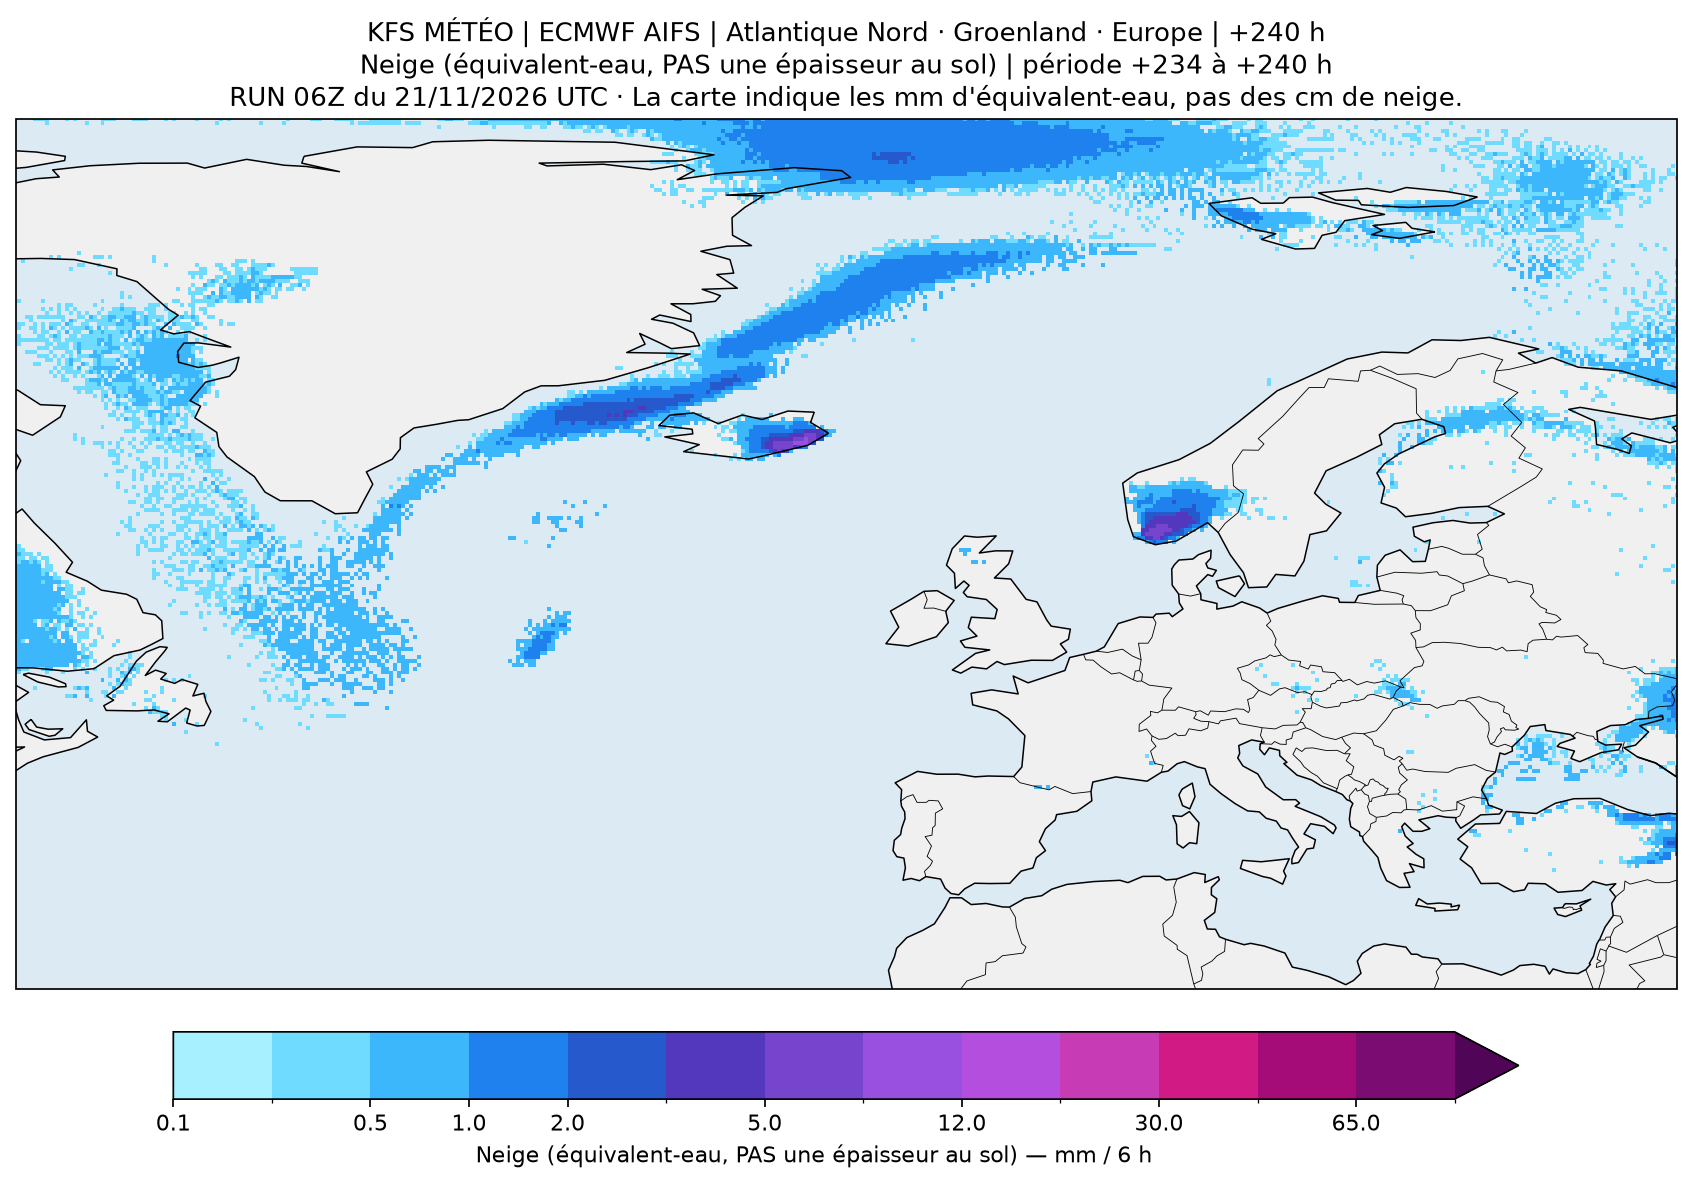 KFS MÉTÉO | ECMWF AIFS | Atlantique Nord · Groenland · Europe | +240 h
Neige (équivalent-eau, PAS une épaisseur au sol) | période +234 à +240 h
RUN 06Z du 21/11/2026 UTC · La carte indique les mm d'équivalent-eau, pas des cm de neige.
0.1 0.5 1.0 2.0 5.0 12.0 30.0 65.0
Neige (équivalent-eau, PAS une épaisseur au sol) — mm / 6 h